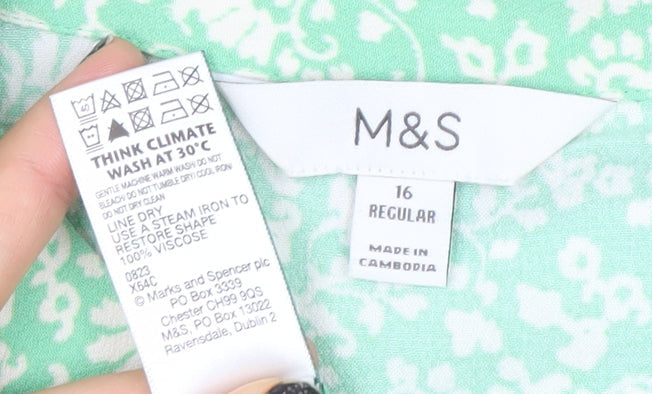 40
THINK CLIMATE
WASH AT 30°C
GENTLE MACHINE WARM WASH/ DO NOT
BLEACH/ DO NOT TUMBLE DRY/ COOL IRON/
DO NOT DRY CLEAN
LINE DRY
USE A STEAM IRON TO
RESTORE SHAPE
100% VISCOSE
0823
X54C
© Marks and Spencer plc
PO Box 3339
Chester CH99 9QS
M&S, PO Box 13022
Ravensdale, Dublin 2
M&S
16
REGULAR
MADE IN
CAMBODIA